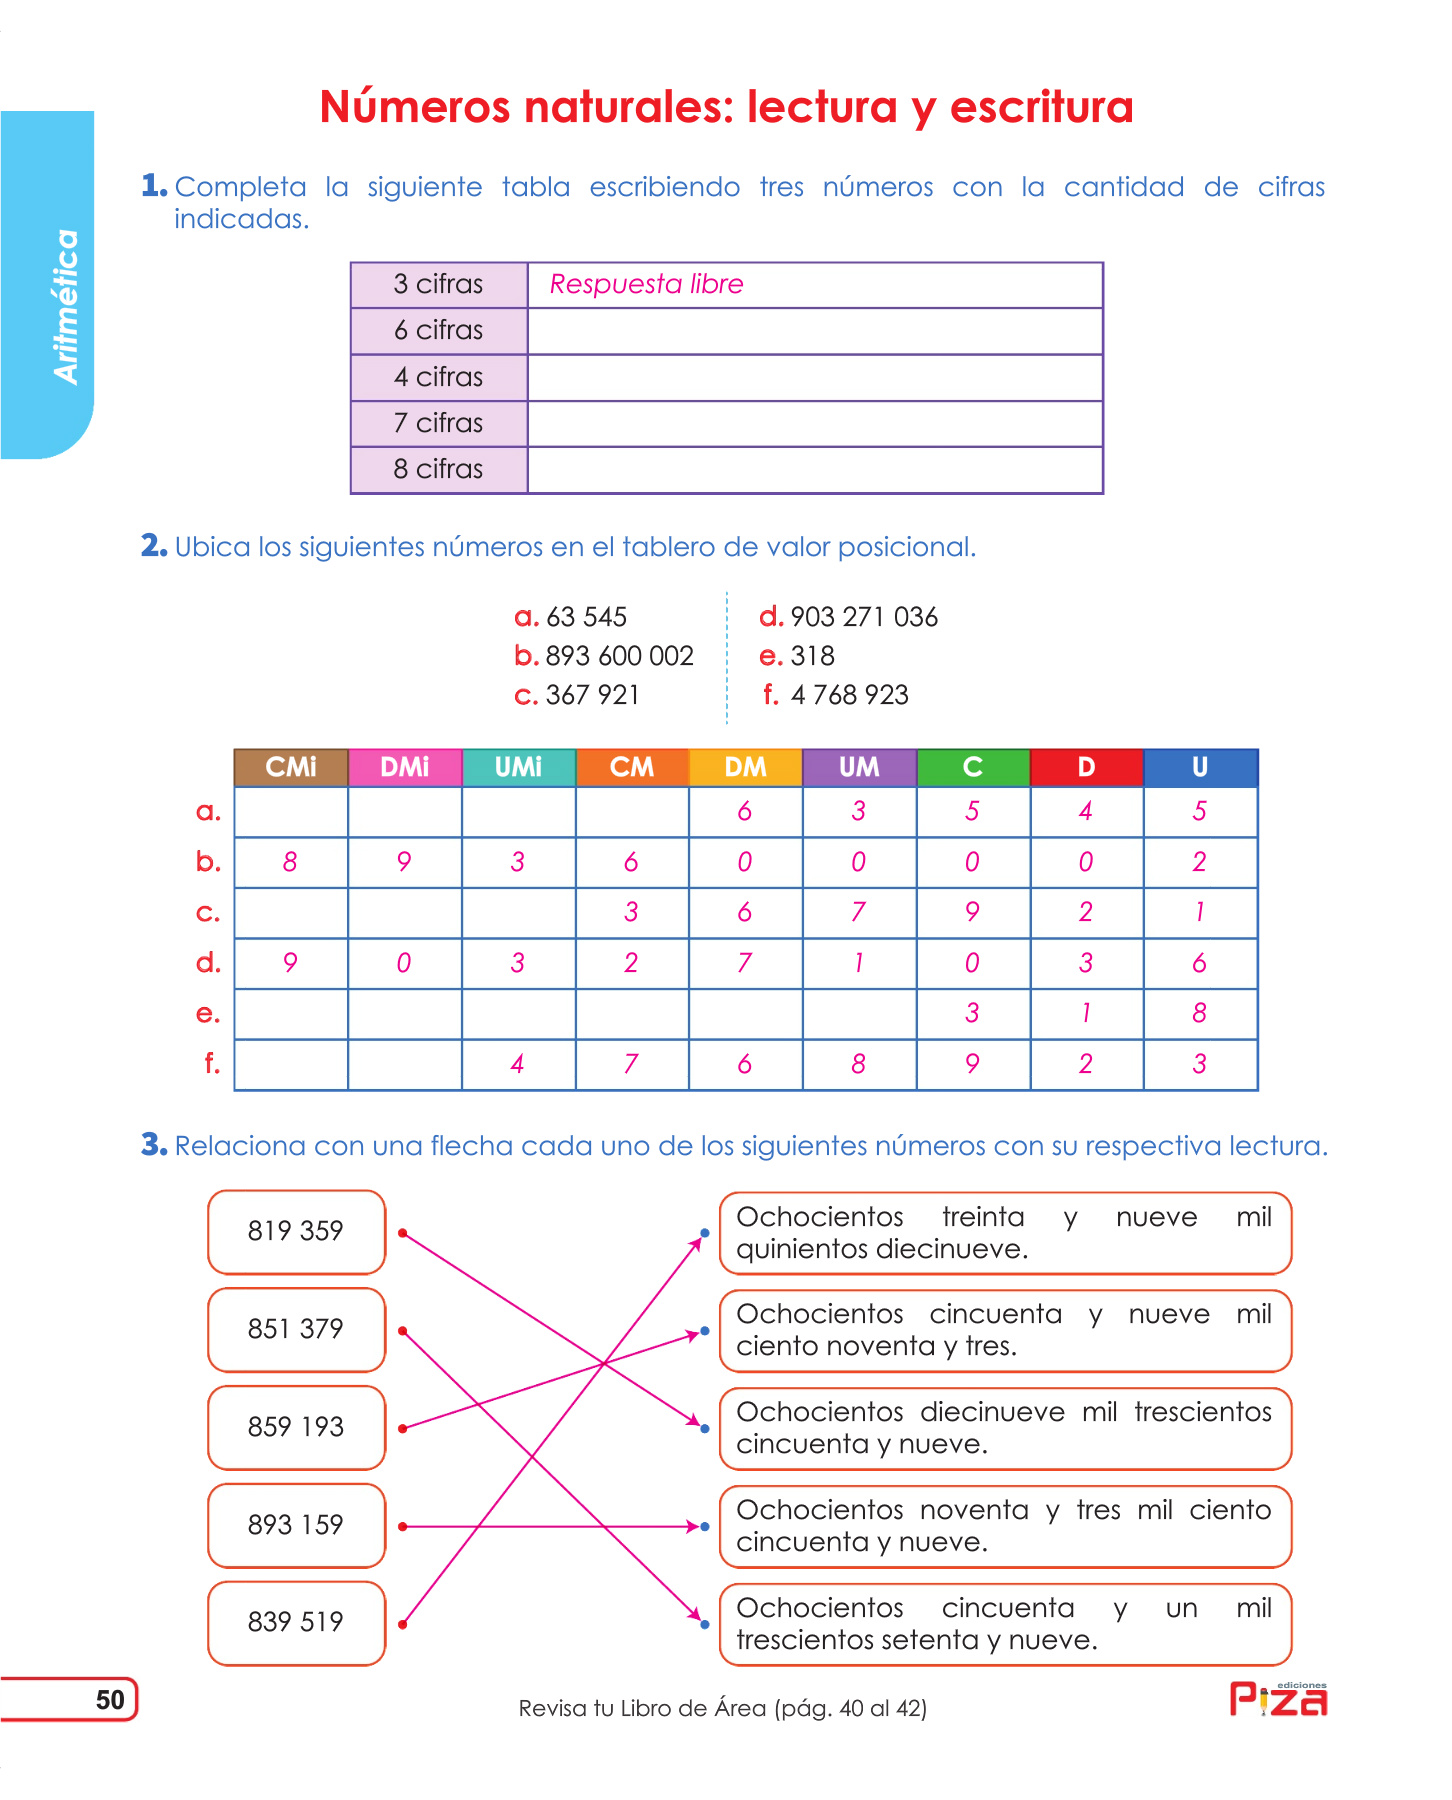 Números naturales: lectura y escritura
Aritmética
1. Completa la siguiente tabla escribiendo tres números con la cantidad de cifras
indicadas.
3 cifras Respuesta libre
6 cifras
4 cifras
7 cifras
8 cifras
2. Ubica los siguientes números en el tablero de valor posicional.
a. 63 545
b. 893 600 002
c. 367 921
d. 903 271 036
e. 318
f. 4 768 923
CMi DMi UMi CM DM UM C D U
a. 6 3 5 4 5
b. 8 9 3 6 0 0 0 0 2
c. 3 6 7 9 2 1
d. 9 0 3 2 7 1 0 3 6
e. 3 1 8
f. 4 7 6 8 9 2 3
3. Relaciona con una flecha cada uno de los siguientes números con su respectiva lectura.
819 359
851 379
859 193
893 159
839 519
Ochocientos treinta y nueve mil
quinientos diecinueve.
Ochocientos cincuenta y nueve mil
ciento noventa y tres.
Ochocientos diecinueve mil trescientos
cincuenta y nueve.
Ochocientos noventa y tres mil ciento
cincuenta y nueve.
Ochocientos cincuenta y un mil
trescientos setenta y nueve.
50
Revisa tu Libro de Área (pág. 40 al 42)
ediciones
Piza